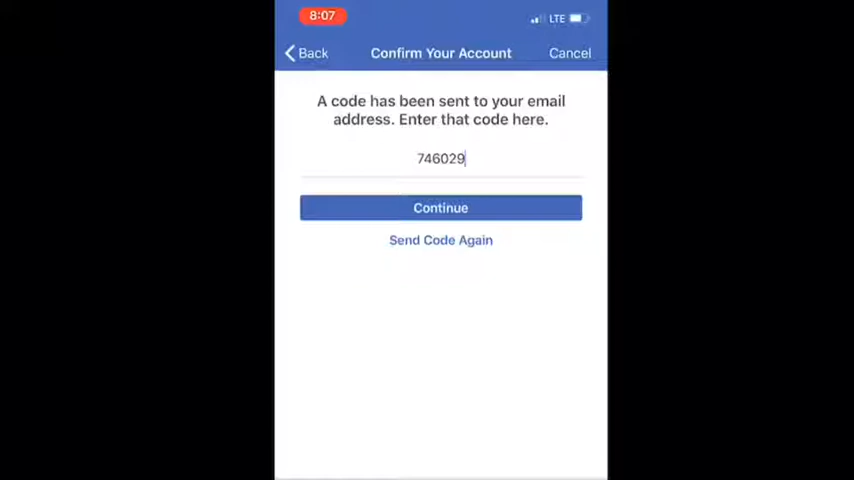 8:07
LTE
Back
Confirm Your Account
Cancel
A code has been sent to your email
address. Enter that code here.
746029
Continue
Send Code Again